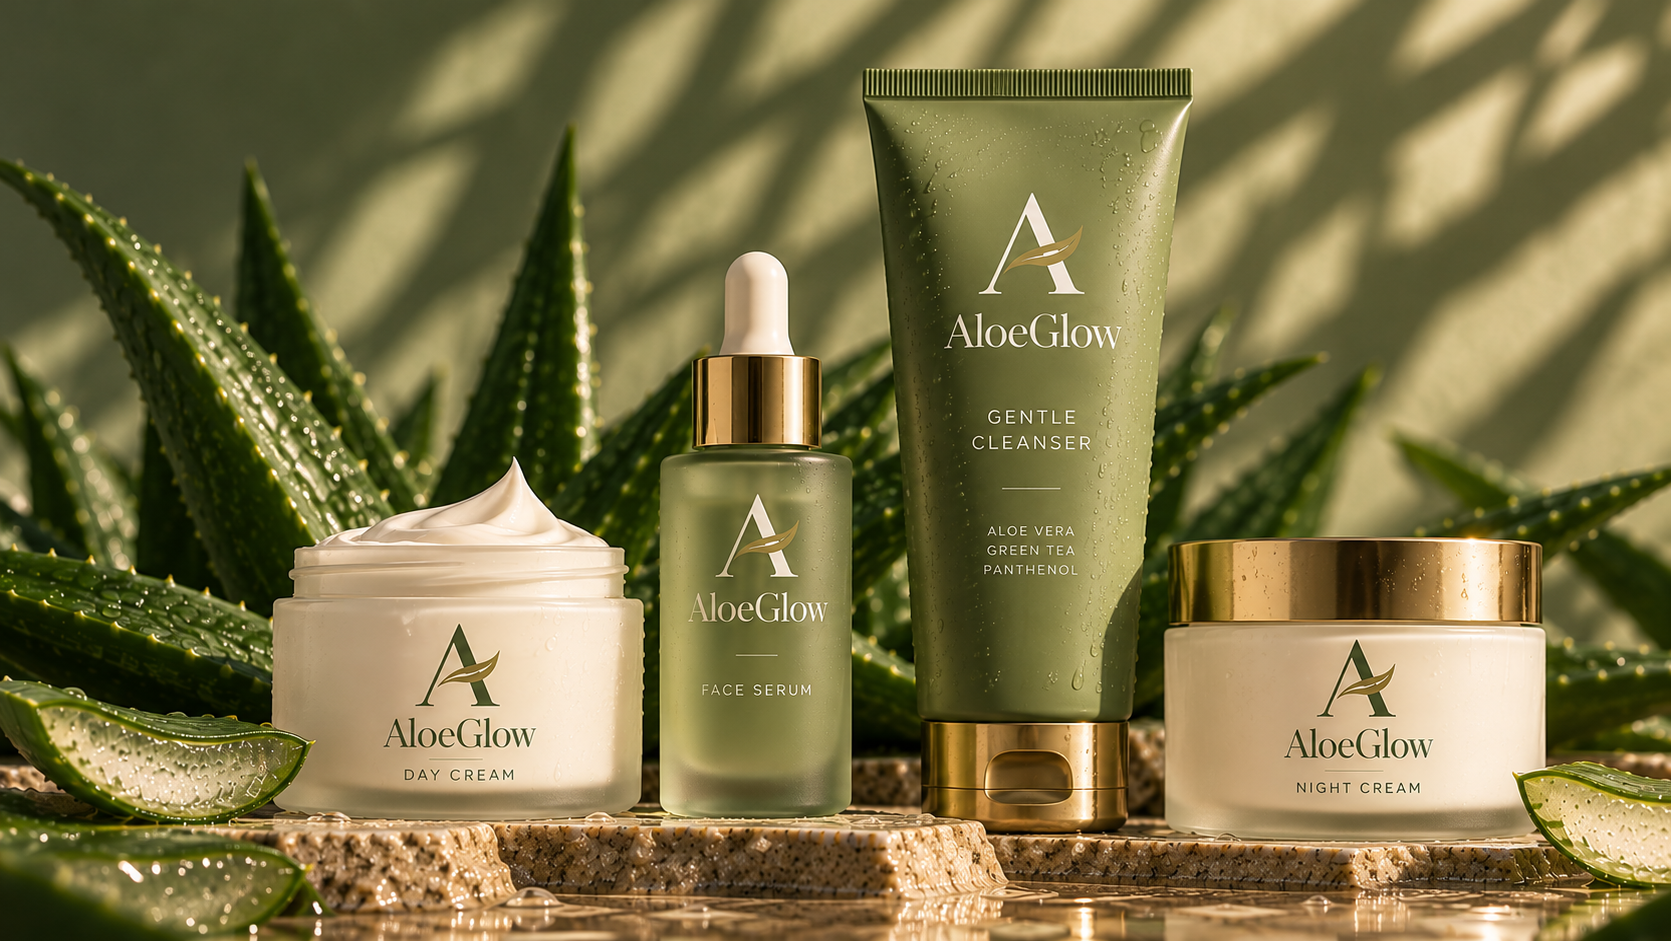 A
AloeGlow
DAY CREAM
A
AloeGlow
FACE SERUM
A
AloeGlow
GENTLE
CLEANSER
ALOE VERA
GREEN TEA
PANTHENOL
A
AloeGlow
NIGHT CREAM